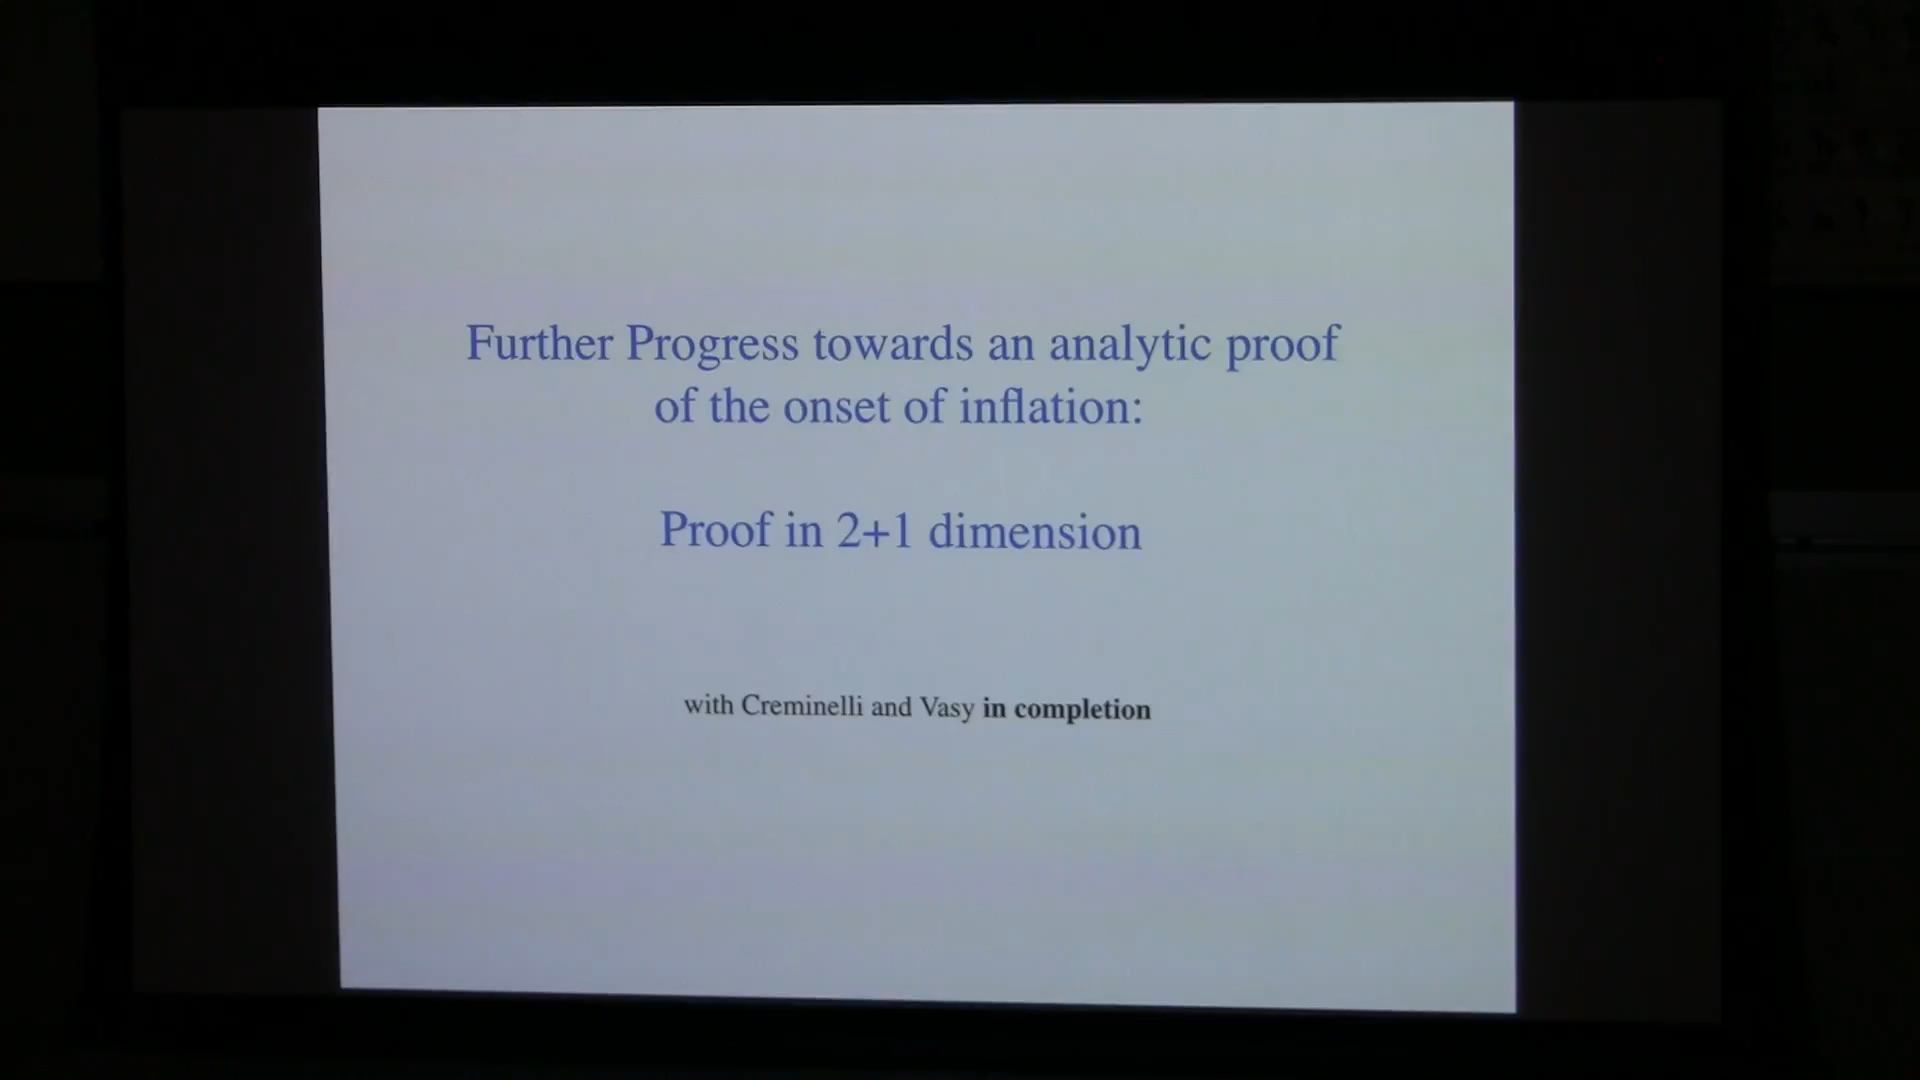 Further Progress towards an analytic proof
of the onset of inflation:
Proof in 2+1 dimension
with Creminelli and Vasy in completion